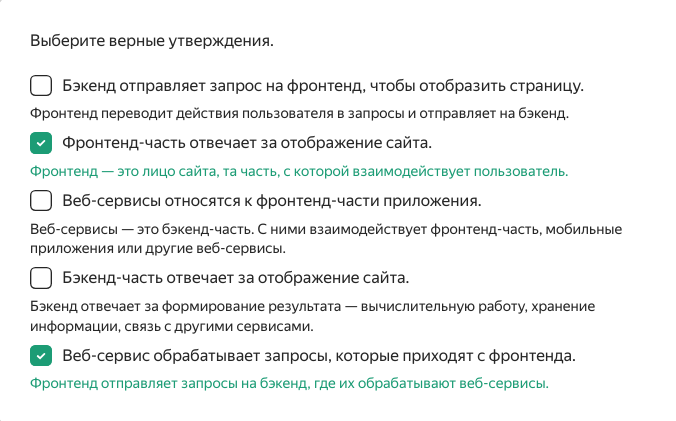 Выберите верные утверждения.
Бэкенд отправляет запрос на фронтенд, чтобы отобразить страницу.
Фронтенд переводит действия пользователя в запросы и отправляет на бэкенд.
Фронтенд-часть отвечает за отображение сайта.
Фронтенд — это лицо сайта, та часть, с которой взаимодействует пользователь.
Веб-сервисы относятся к фронтенд-части приложения.
Веб-сервисы — это бэкенд-часть. С ними взаимодействует фронтенд-часть, мобильные
приложения или другие веб-сервисы.
Бэкенд-часть отвечает за отображение сайта.
Бэкенд отвечает за формирование результата — вычислительную работу, хранение
информации, связь с другими сервисами.
Веб-сервис обрабатывает запросы, которые приходят с фронтенда.
Фронтенд отправляет запросы на бэкенд, где их обрабатывают веб-сервисы.